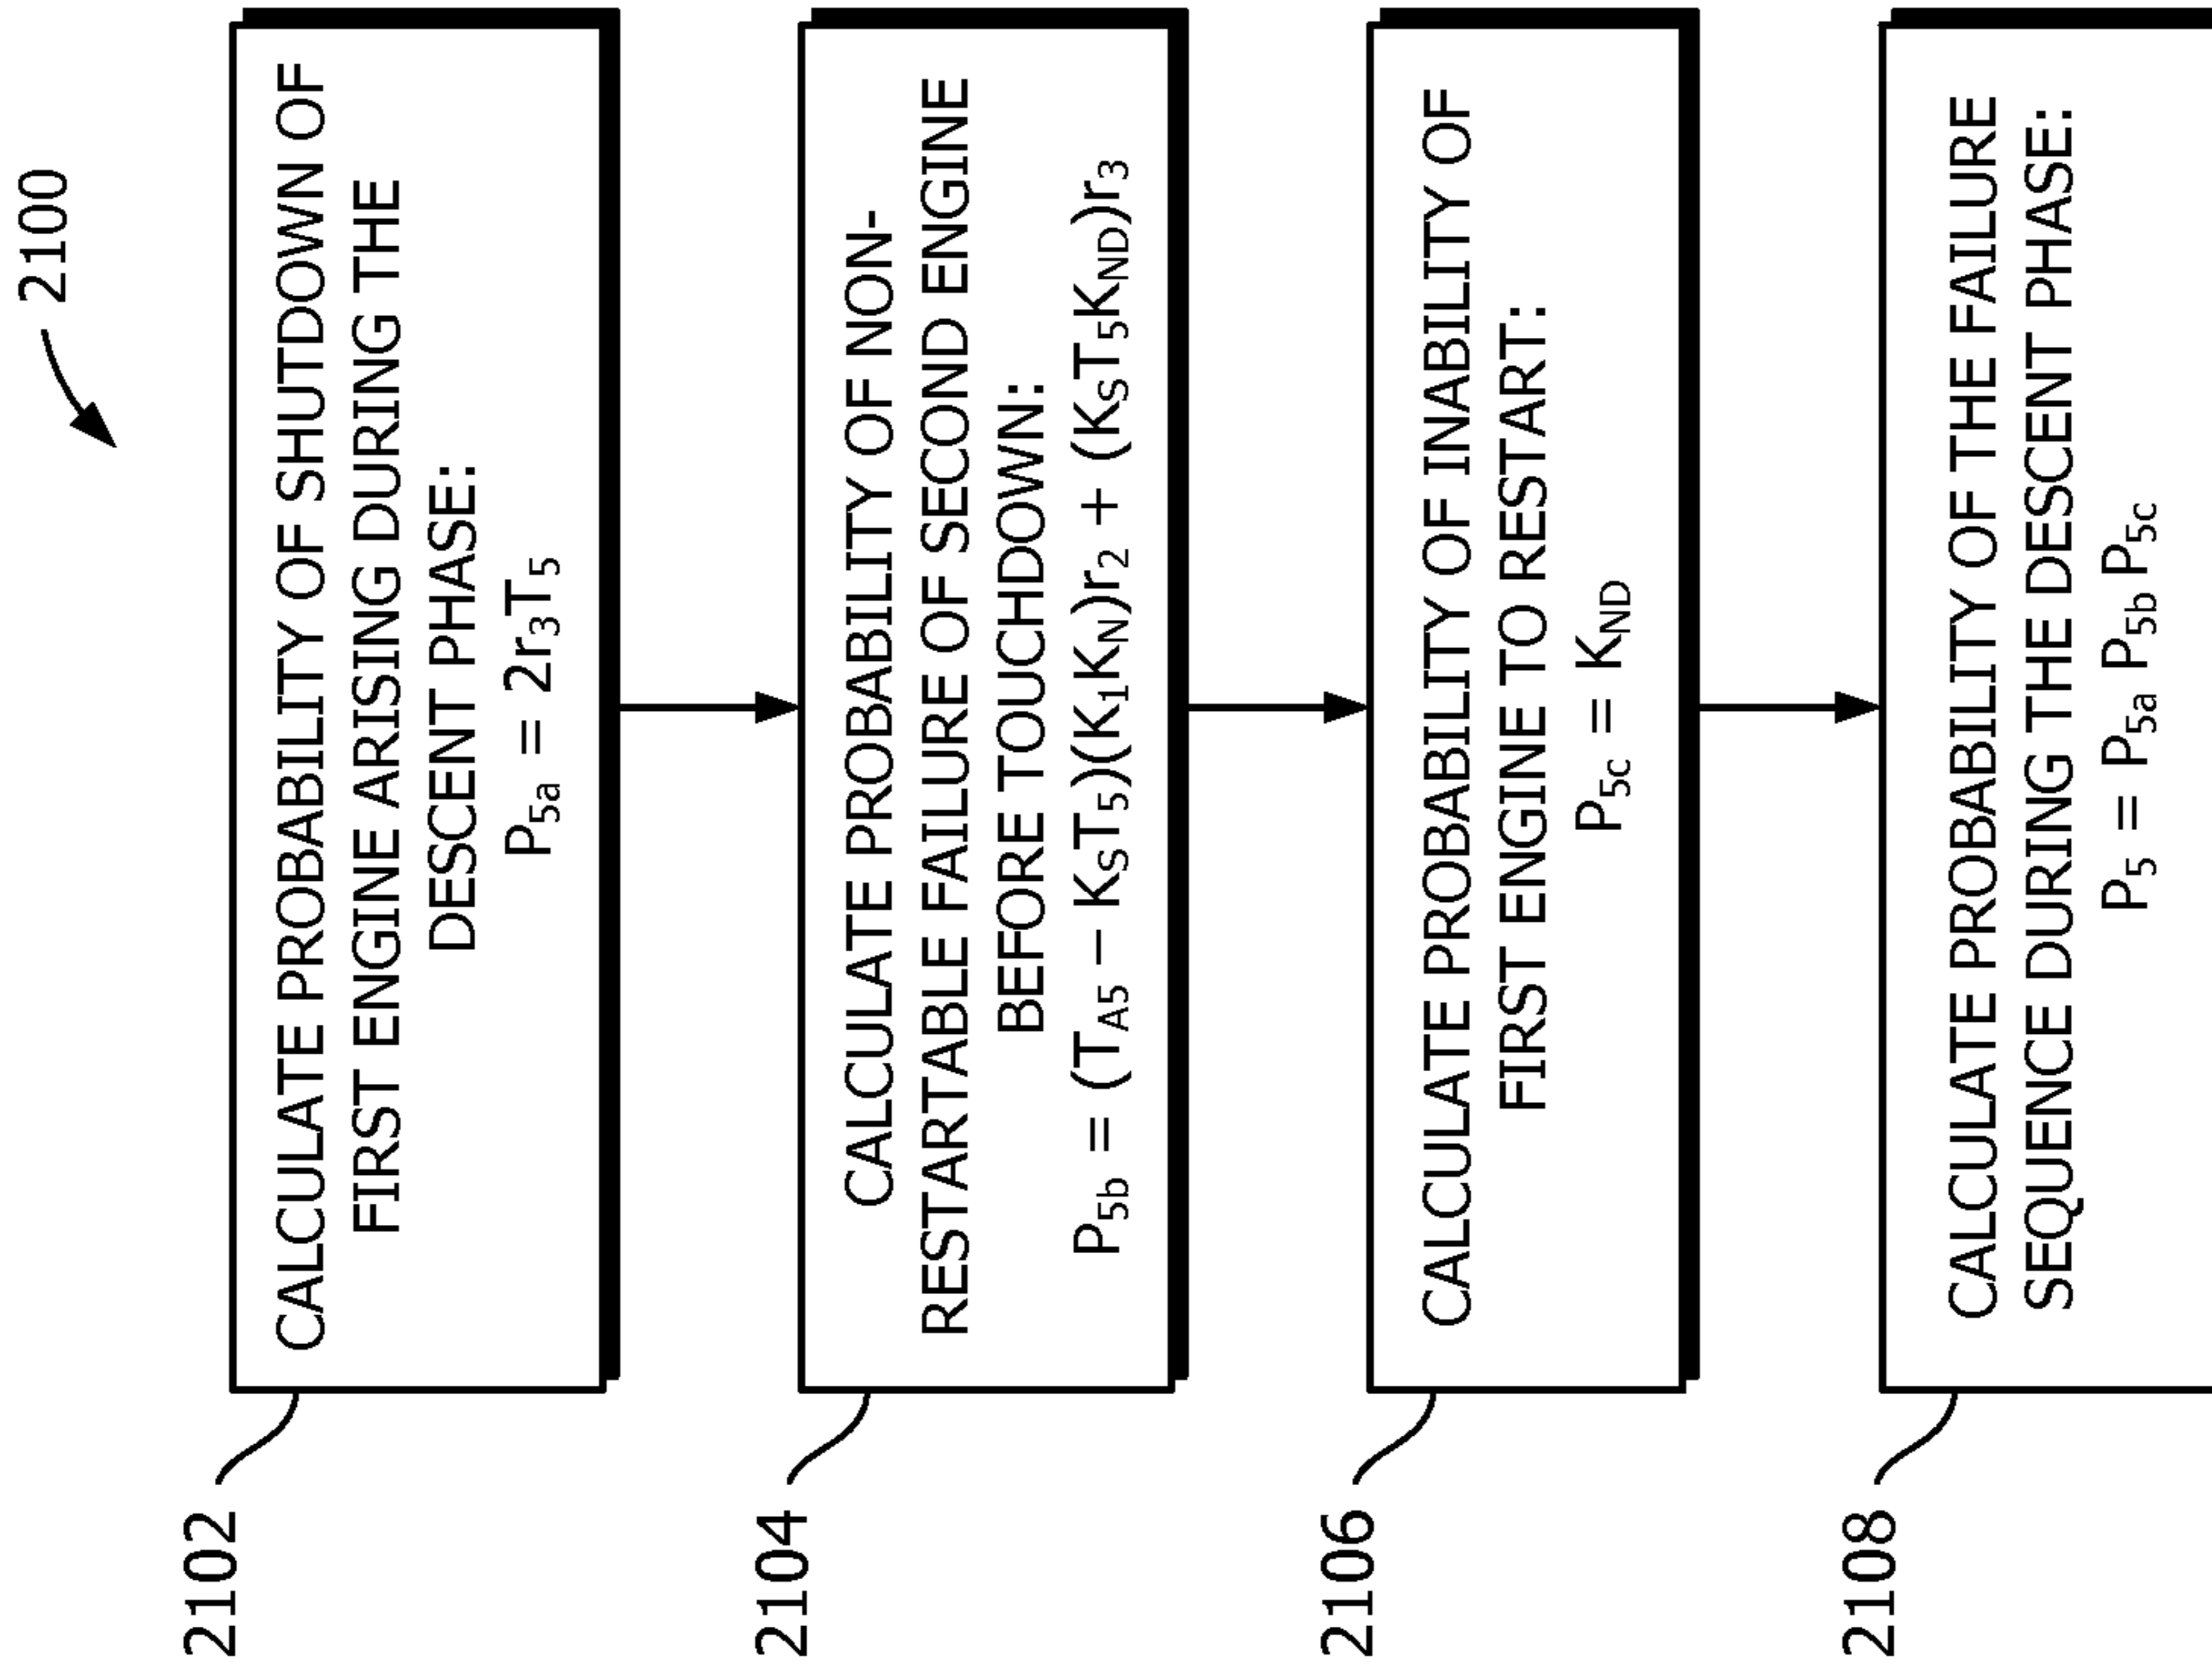 2100
2102
CALCULATE PROBABILITY OF SHUTDOWN OF
FIRST ENGINE ARISING DURING THE
DESCENT PHASE:
P5a = 2r3T5
2104
CALCULATE PROBABILITY OF NON-
RESTARTABLE FAILURE OF SECOND ENGINE
BEFORE TOUCHDOWN:
P5b = (TA5 – KST5)(K1KN)r2 + (KST5KND)r3
2106
CALCULATE PROBABILITY OF INABILITY OF
FIRST ENGINE TO RESTART:
P5c = KND
2108
CALCULATE PROBABILITY OF THE FAILURE
SEQUENCE DURING THE DESCENT PHASE:
P5 = P5a P5b P5c